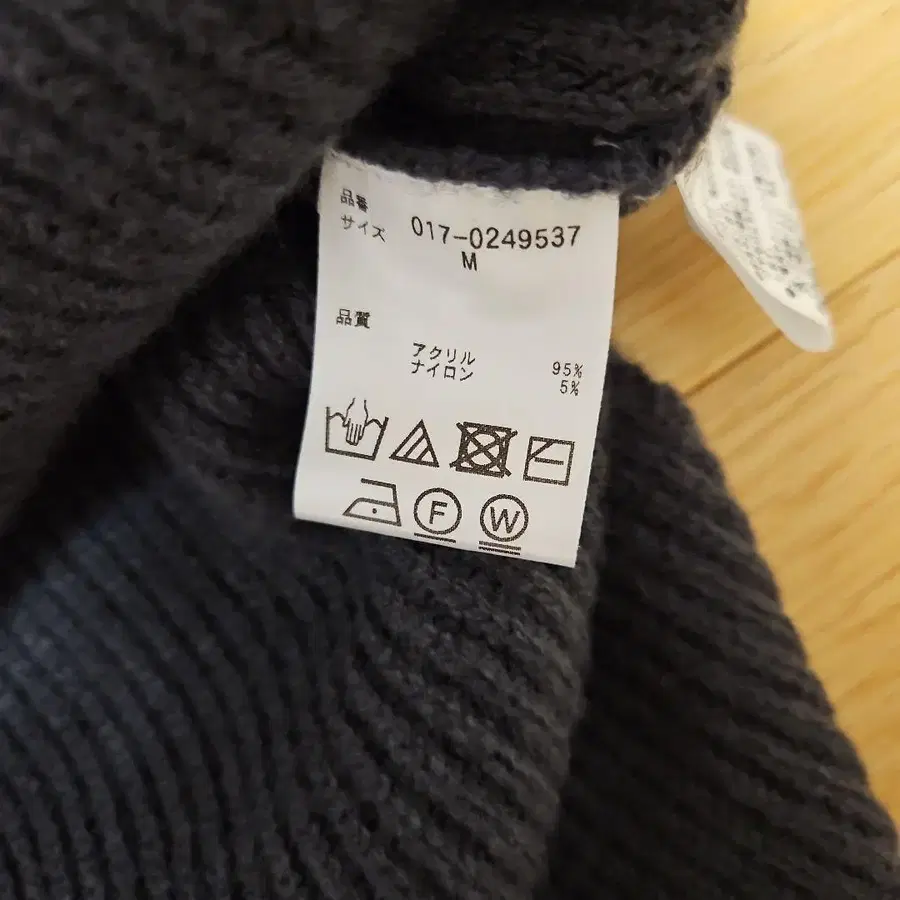 品番 017-0249537
サイズ M
品質
アクリル 95%
ナイロン 5%
F W